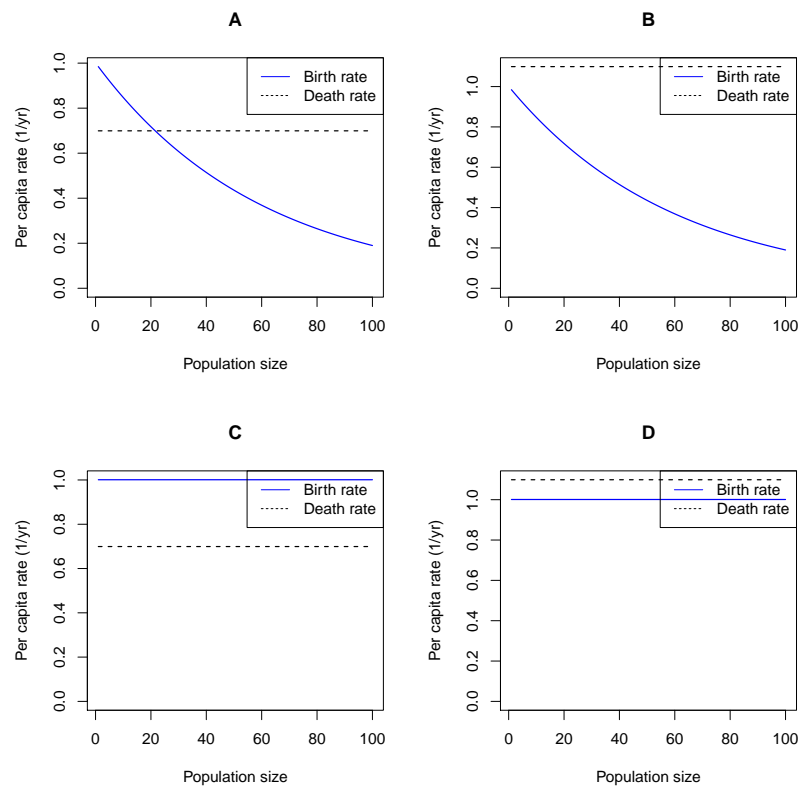 A
Per capita rate (1/yr)
1.0
0.8
0.6
0.4
0.2
0.0
Birth rate
Death rate
0 20 40 60 80 100
Population size
B
Per capita rate (1/yr)
1.0
0.8
0.6
0.4
0.2
0.0
Birth rate
Death rate
0 20 40 60 80 100
Population size
C
Per capita rate (1/yr)
1.0
0.8
0.6
0.4
0.2
0.0
Birth rate
Death rate
0 20 40 60 80 100
Population size
D
Per capita rate (1/yr)
1.0
0.8
0.6
0.4
0.2
0.0
Birth rate
Death rate
0 20 40 60 80 100
Population size